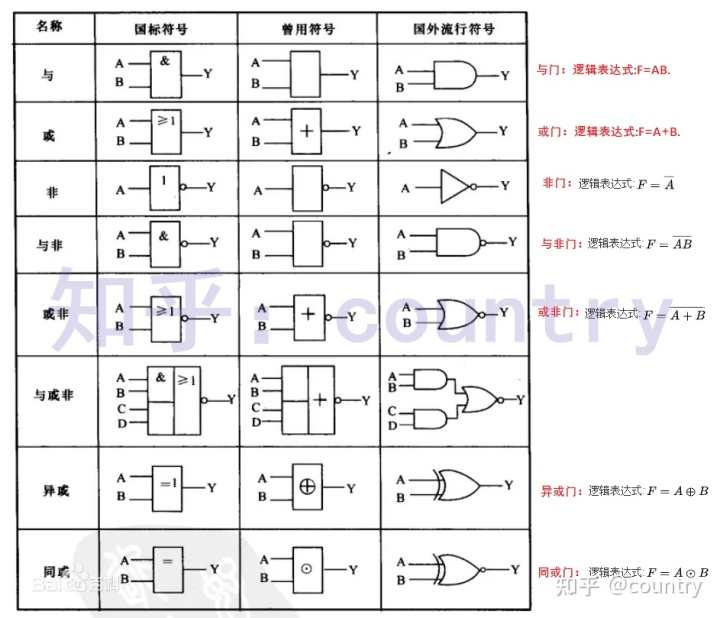 名称 国标符号 曾用符号 国外流行符号
与 A B & Y A B Y A B Y 与门：逻辑表达式:F=AB.
或 A B ≥1 Y A B + Y A B Y 或门：逻辑表达式:F=A+B.
非 A 1 Y A Y A Y 非门：逻辑表达式: F = \overline{A}
与非 A B & Y A B Y A B Y 与非门：逻辑表达式: F = \overline{AB}
或非 A B ≥1 Y A B + Y A B Y 或非门：逻辑表达式: F = \overline{A + B}
知乎：country
与或非 A B C D & ≥1 Y A B C D + Y A B C D Y
异或 A B =1 Y A B ⊕ Y A B Y 异或门：逻辑表达式: F = A ⊕ B
同或 A B = Y A B ⊙ Y A B Y 同或门：逻辑表达式: F = A ⊙ B
Bai 百科
知乎 @country